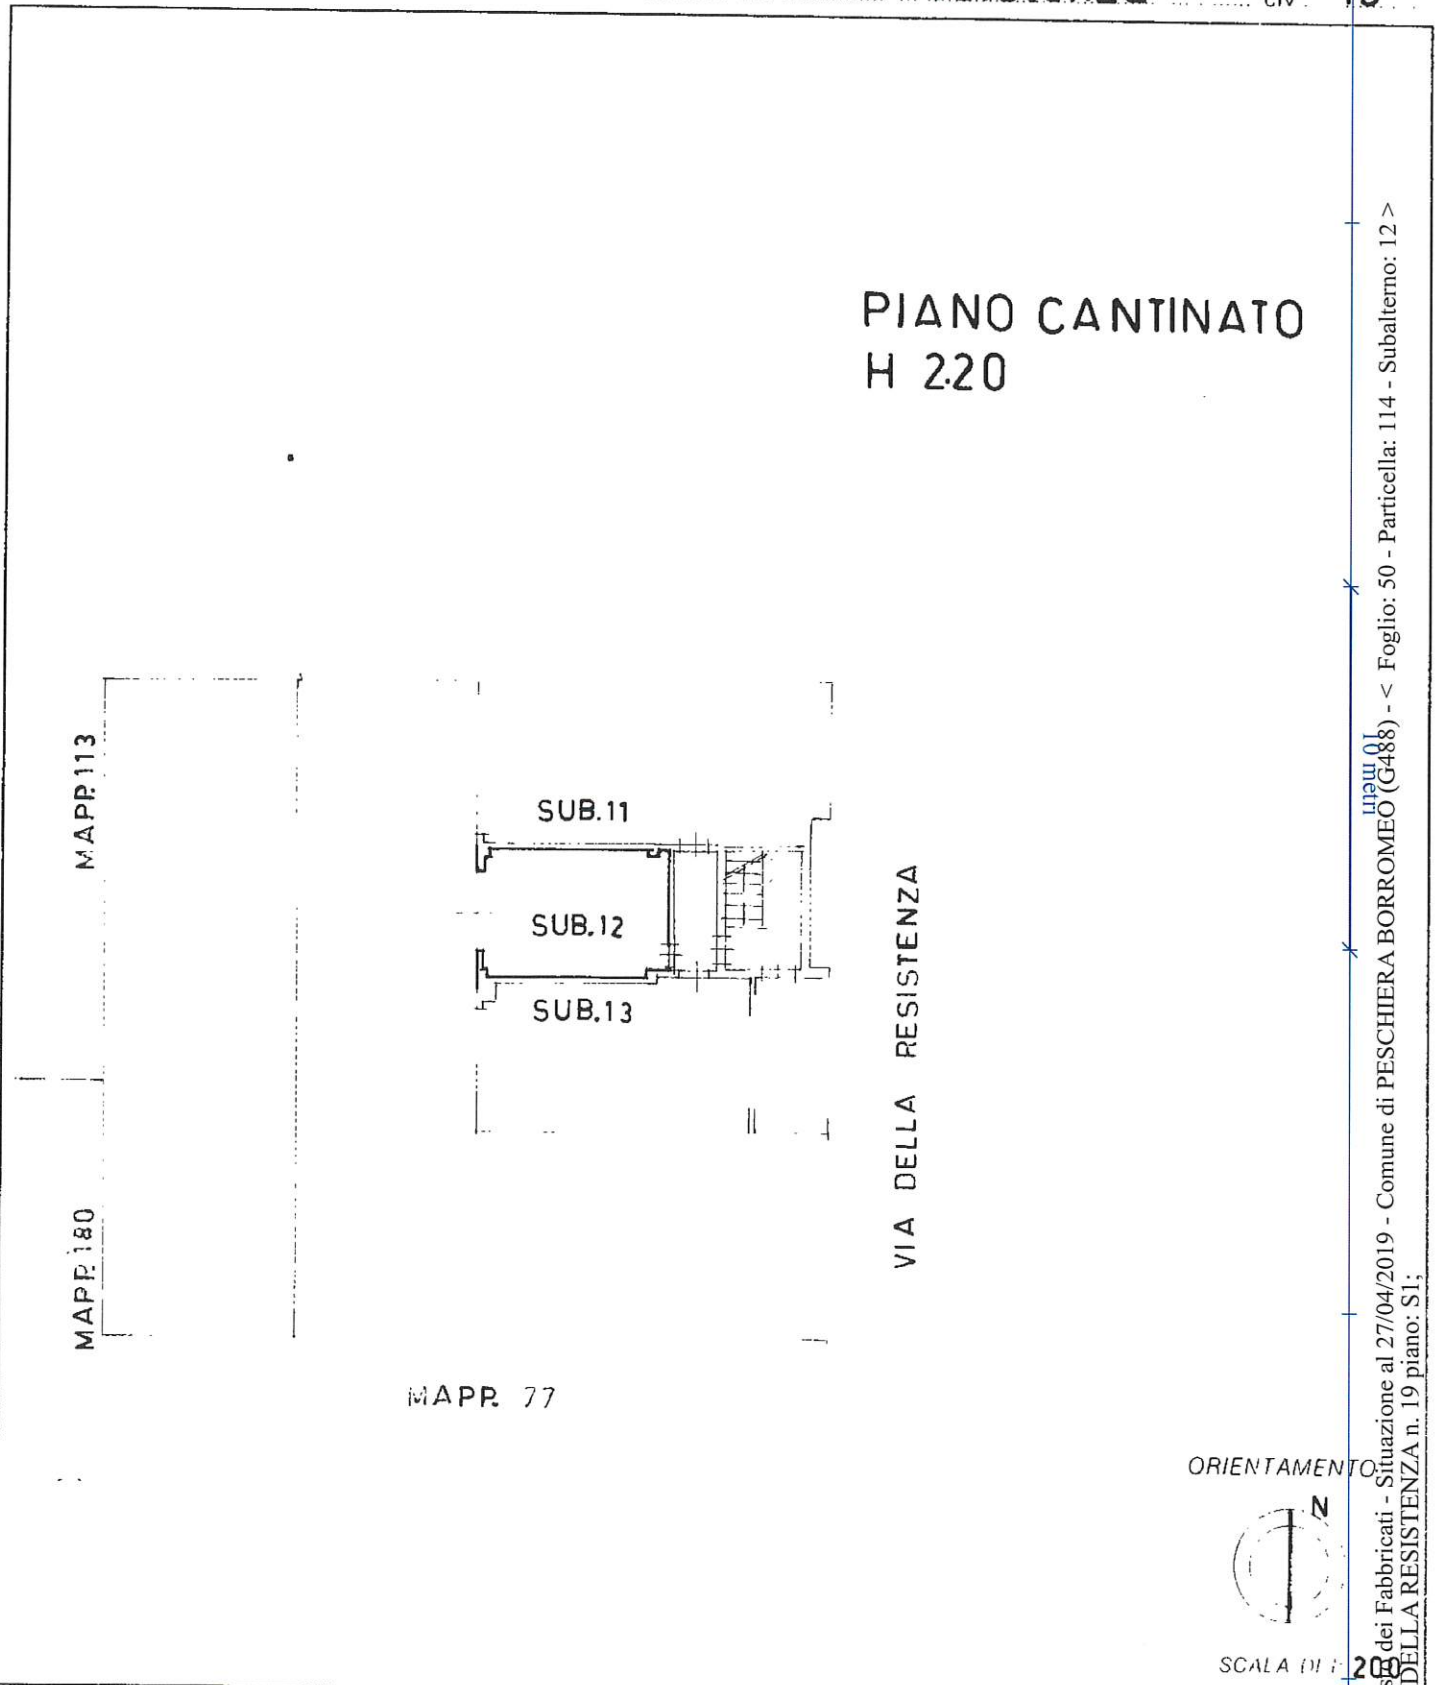 PIANO CANTINATO
H 2.20
MAPP. 113
SUB. 11
SUB. 12
SUB. 13
VIA DELLA RESISTENZA
MAPP. 180
MAPP. 77
ORIENTAMENTO
N
SCALA DI 1: 200
10 metri
dei Fabbricati - Situazione al 27/04/2019 - Comune di PESCHIERA BORROMEO (G488) - < Foglio: 50 - Particella: 114 - Subalterno: 12 >
DELLA RESISTENZA n. 19 piano: S1;